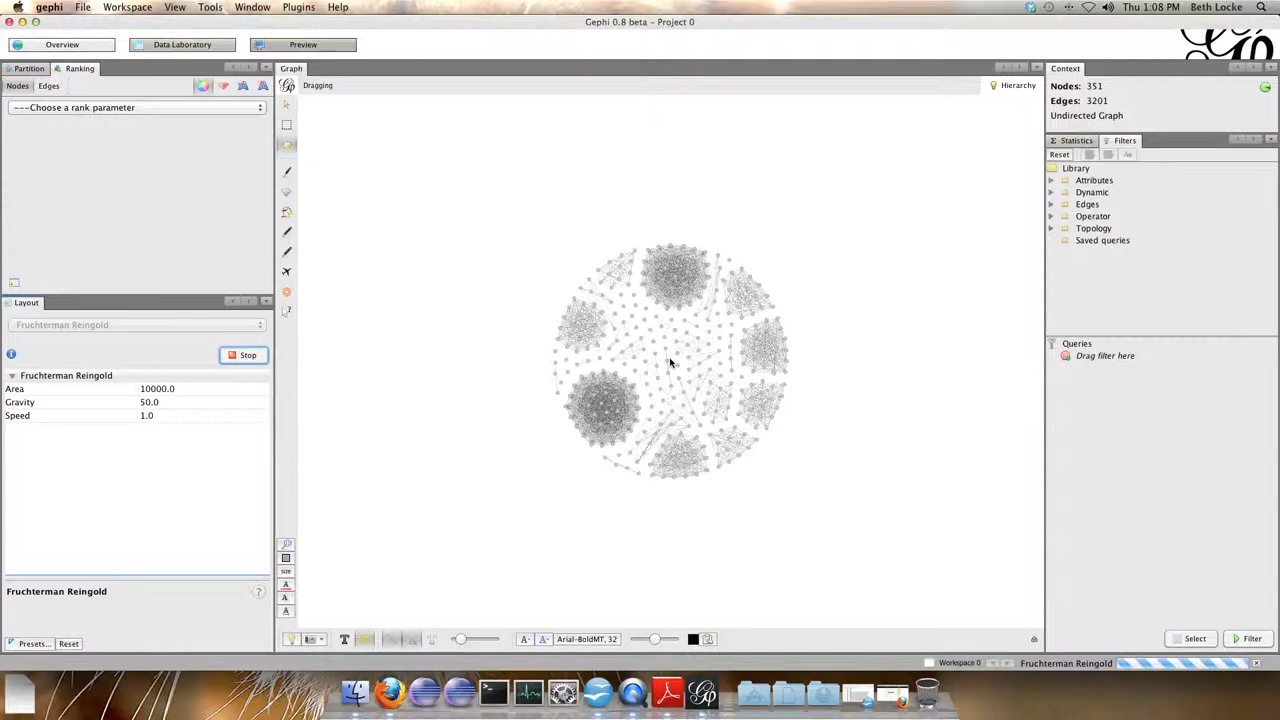 gephi File Workspace View Tools Window Plugins Help
Thu 1:08 PM Beth Locke
Gephi 0.8 beta - Project 0
Overview Data Laboratory Preview
Partition Ranking
Nodes Edges
---Choose a rank parameter
Layout
Fruchterman Reingold
Stop
Fruchterman Reingold
Area 10000.0
Gravity 50.0
Speed 1.0
Fruchterman Reingold ?
Presets... Reset
Graph
Dragging
Hierarchy
size
A
A
A
T
A- A- Arial-BoldMT, 32
Context
Nodes: 351
Edges: 3201
Undirected Graph
Σ Statistics Filters
Reset
Library
Attributes
Dynamic
Edges
Operator
Topology
Saved queries
Queries
Drag filter here
Select Filter
Workspace 0 Fruchterman Reingold